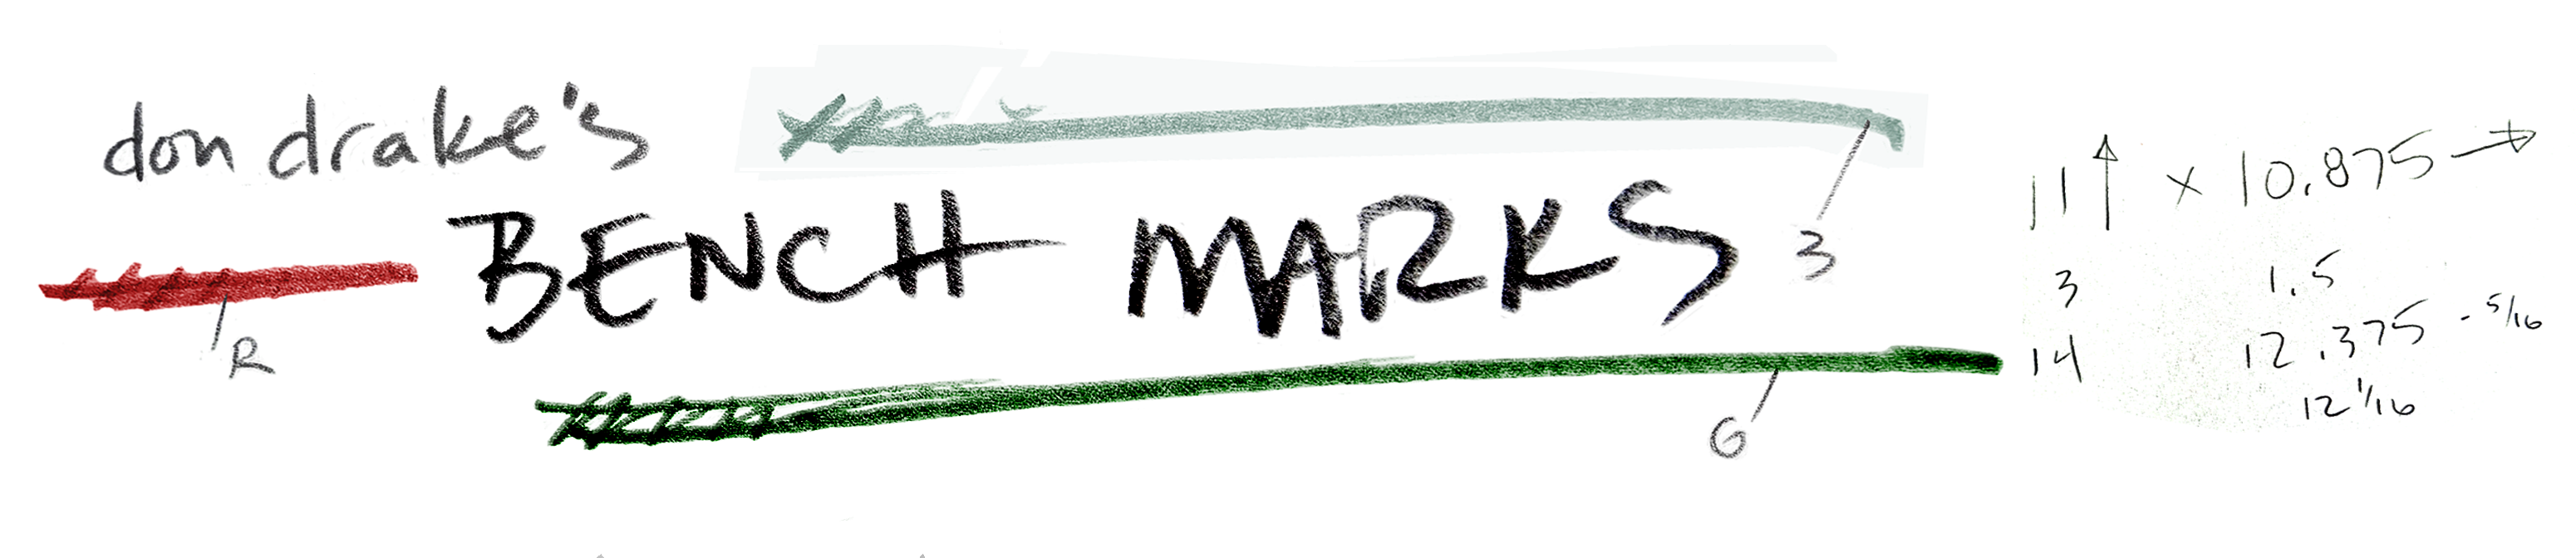 don drake's
BENCH MARKS
R
3
G
11↑ × 10.875→
3 1.5
14 12.375 - 5/16
12 1/16